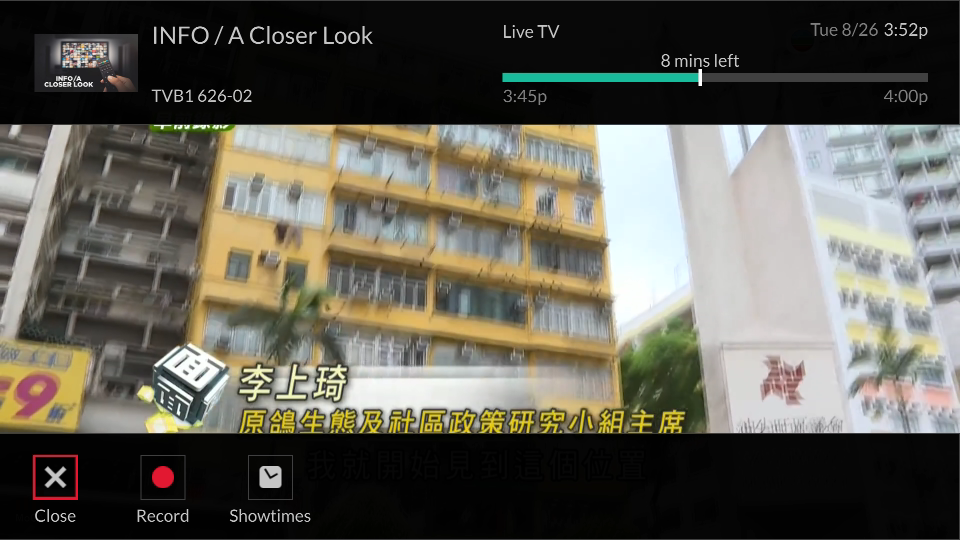 INFO / A Closer Look
Live TV
Tue 8/26 3:52p
8 mins left
INFO/A
CLOSER LOOK
TVB1 626-02
3:45p
4:00p
9
李上琦
原鴿生態及社區政策研究小組主席
我就開始見到這個位置
Close
Record
Showtimes